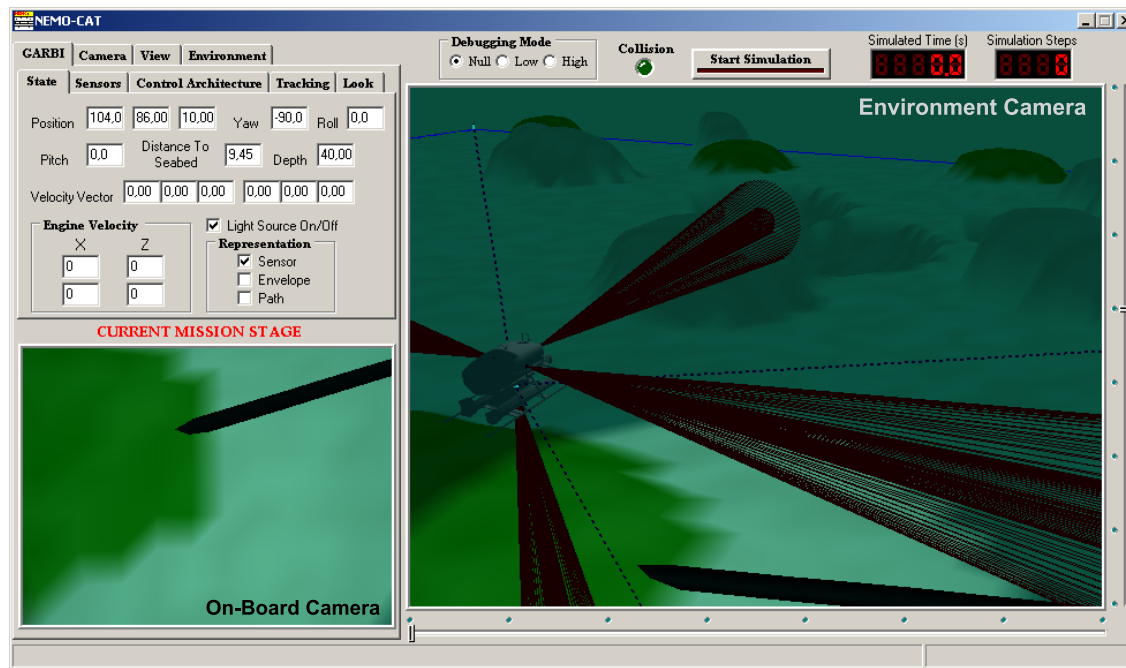 NEMO-CAT
GARBI Camera View Environment
State Sensors Control Architecture Tracking Look
Position 104,0 86,00 10,00 Yaw -90,0 Roll 0,0
Pitch 0,0 Distance To Seabed 9,45 Depth 40,00
Velocity Vector 0,00 0,00 0,00 0,00 0,00 0,00
Engine Velocity
X Z
0 0
0 0
Light Source On/Off
Representation
Sensor
Envelope
Path
CURRENT MISSION STAGE
On-Board Camera
Debugging Mode
Null Low High
Collision
Start Simulation
Simulated Time (s)
0,0
Simulation Steps
0
Environment Camera